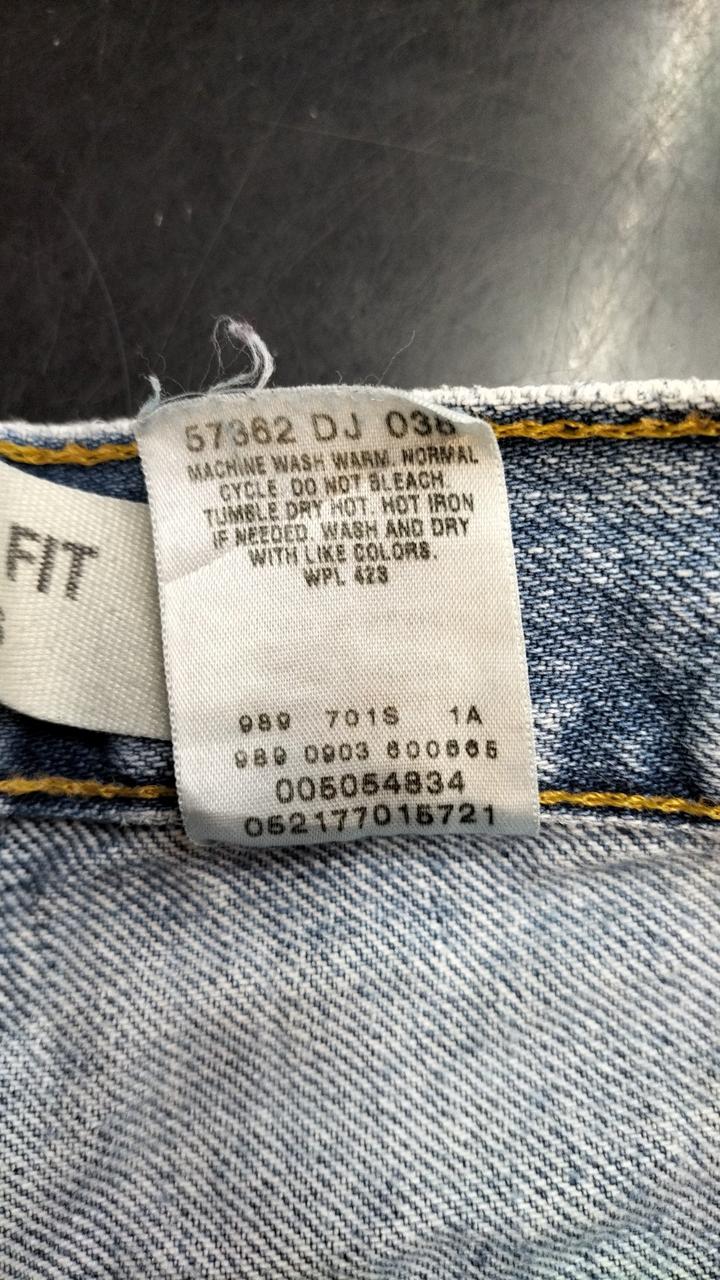 57362 DJ 036
MACHINE WASH WARM. NORMAL
CYCLE. DO NOT BLEACH.
TUMBLE DRY HOT. HOT IRON
IF NEEDED. WASH AND DRY
WITH LIKE COLORS.
WPL 423
FIT
989 701S 1A
989 0903 600665
005054834
052177015721